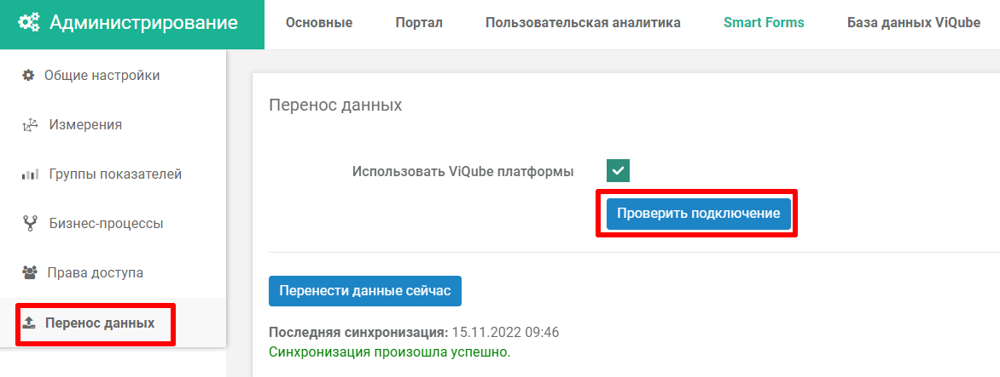 Администрирование
Основные
Портал
Пользовательская аналитика
Smart Forms
База данных ViQube
Общие настройки
Измерения
Группы показателей
Бизнес-процессы
Права доступа
Перенос данных
Перенос данных
Использовать ViQube платформы
Проверить подключение
Перенести данные сейчас
Последняя синхронизация: 15.11.2022 09:46
Синхронизация произошла успешно.